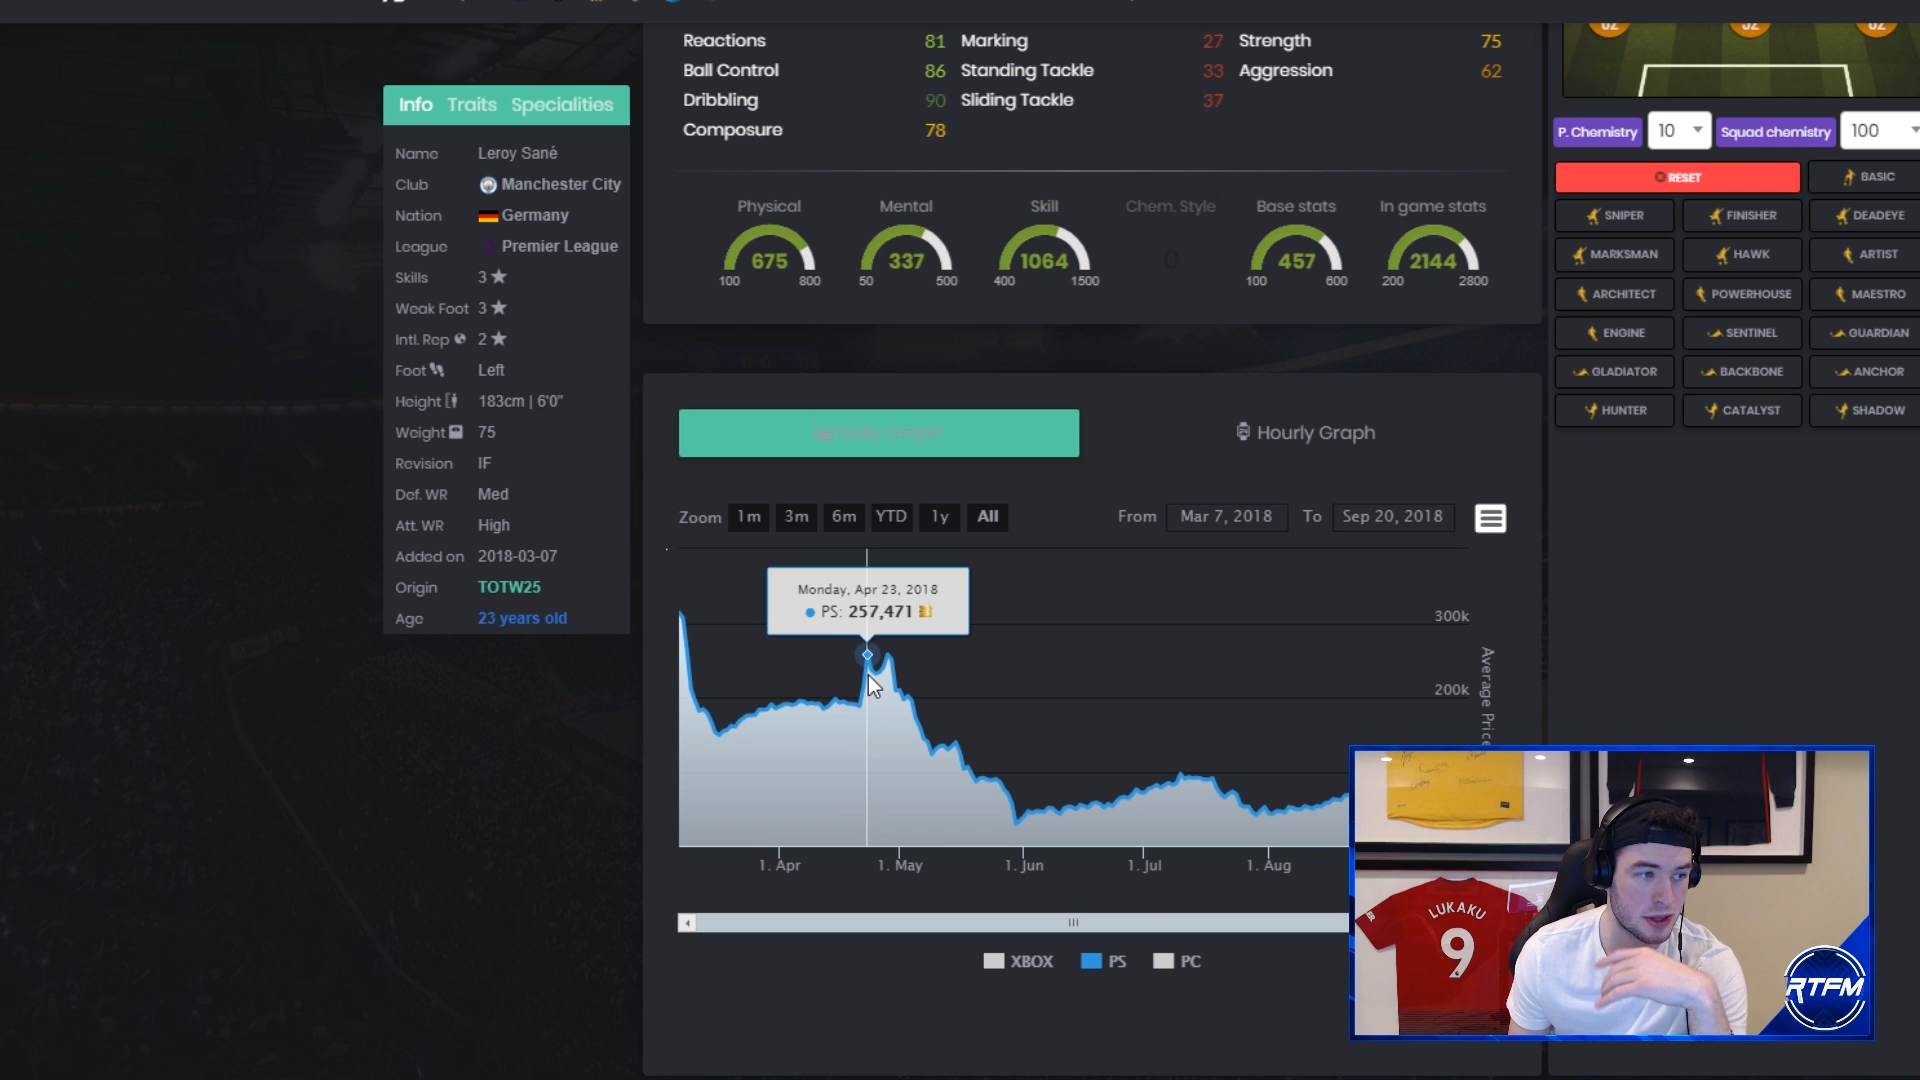 Reactions 81 Marking 27 Strength 75
Ball Control 86 Standing Tackle 33 Aggression 62
Dribbling 90 Sliding Tackle 37
Composure 78
Info Traits Specialities
Name Leroy Sané
Club Manchester City
Nation Germany
League Premier League
Skills 3
Weak Foot 3
Intl. Rep 2
Foot Left
Height 183cm | 6'0"
Weight 75
Revision IF
Def. WR Med
Att. WR High
Added on 2018-03-07
Origin TOTW25
Age 23 years old
Physical Mental Skill Chem. Style Base stats In game stats
675 337 1064 0 457 2144
100 800 50 500 400 1500 100 600 200 2800
Daily Graph Hourly Graph
Zoom 1m 3m 6m YTD 1y All From Mar 7, 2018 To Sep 20, 2018
Monday, Apr 23, 2018
PS: 257,471
300k
200k
Average Price
1. Apr 1. May 1. Jun 1. Jul 1. Aug
XBOX PS PC
P. Chemistry 10 Squad chemistry 100
RESET BASIC
SNIPER FINISHER DEADEYE
MARKSMAN HAWK ARTIST
ARCHITECT POWERHOUSE MAESTRO
ENGINE SENTINEL GUARDIAN
GLADIATOR BACKBONE ANCHOR
HUNTER CATALYST SHADOW
LUKAKU
9
RTFM